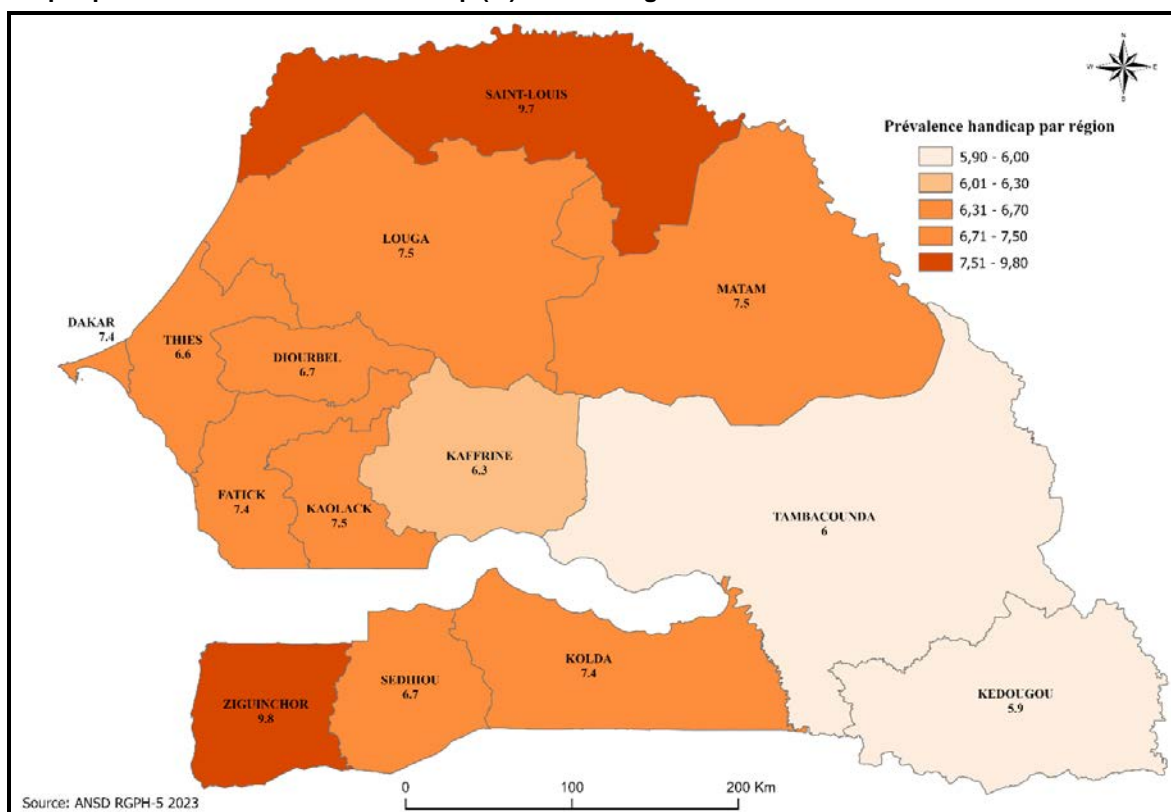 N
W E
S
SAINT-LOUIS
9.7
Prévalence handicap par région
5,90 - 6,00
6,01 - 6,30
6,31 - 6,70
6,71 - 7,50
7,51 - 9,80
LOUGA
7.5
MATAM
7.5
DAKAR
7.4
THIES
6.6
DIOURBEL
6.7
KAFFRINE
6.3
FATICK
7.4
KAOLACK
7.5
TAMBACOUNDA
6
KOLDA
7.4
SEDHIOU
6.7
ZIGUINCHOR
9.8
KEDOUGOU
5.9
0 100 200 Km
Source: ANSD RGPH-5 2023